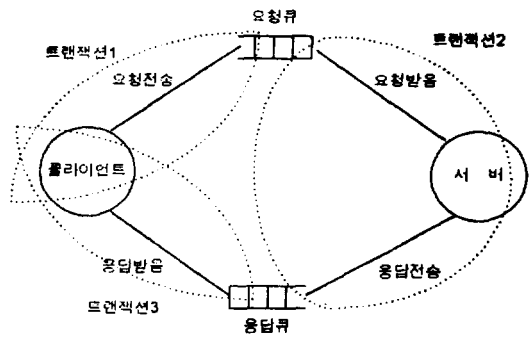 요청큐
트랜잭션1
트랜잭션2
요청전송
요청받음
클라이언트
서 버
응답받음
응답전송
트랜잭션3
응답큐